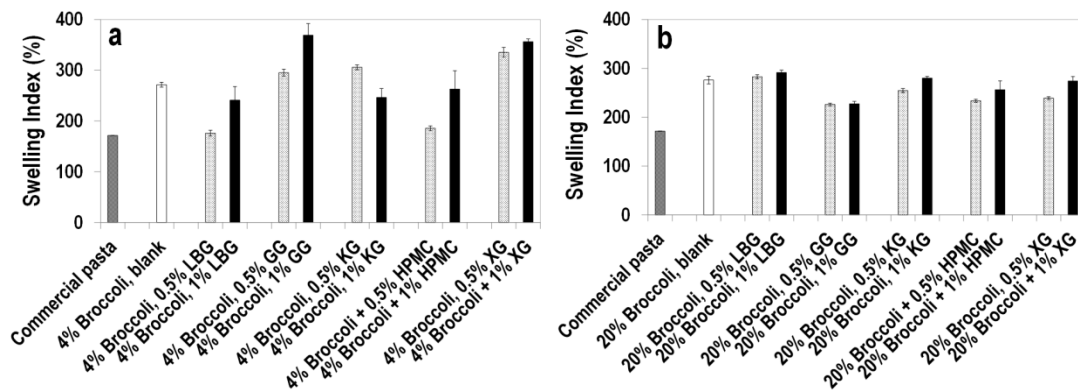 a
Swelling Index (%)
400
300
200
100
0
Commercial pasta
4% Broccoli, blank
4% Broccoli, 0.5% LBG
4% Broccoli, 1% LBG
4% Broccoli, 0.5% GG
4% Broccoli, 1% GG
4% Broccoli, 0.5% KG
4% Broccoli, 1% KG
4% Broccoli + 0.5% HPMC
4% Broccoli + 1% HPMC
4% Broccoli, 0.5% XG
4% Broccoli + 1% XG
b
Swelling Index (%)
400
300
200
100
0
Commercial pasta
20% Broccoli, blank
20% Broccoli, 0.5% LBG
20% Broccoli, 1% LBG
20% Broccoli, 0.5% GG
20% Broccoli, 1% GG
20% Broccoli, 0.5% KG
20% Broccoli, 1% KG
20% Broccoli + 0.5% HPMC
20% Broccoli + 1% HPMC
20% Broccoli, 0.5% XG
20% Broccoli + 1% XG